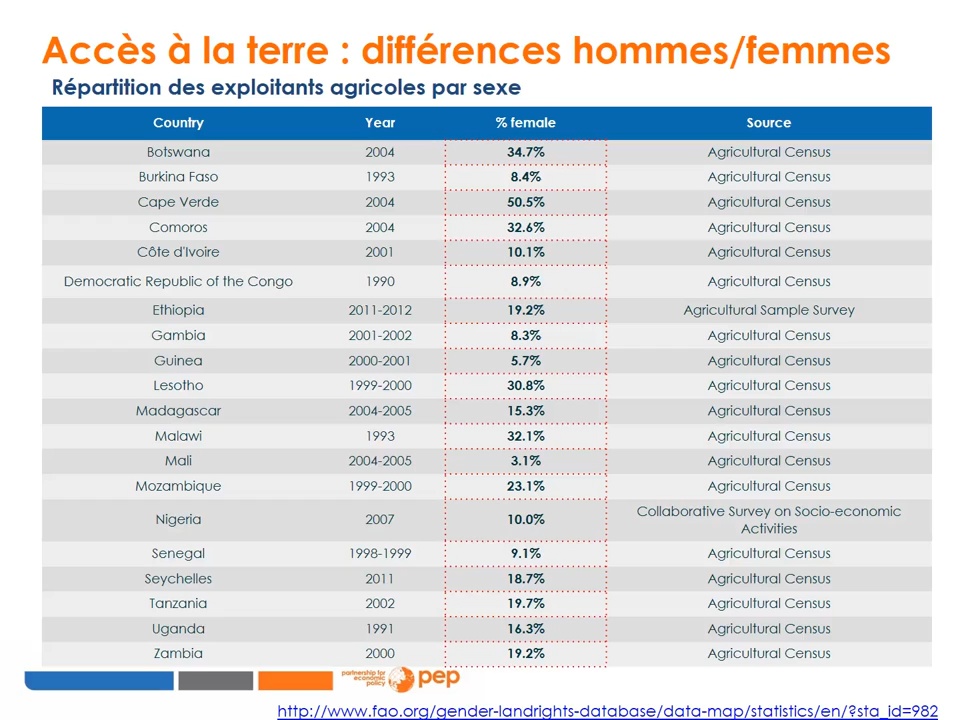 Accès à la terre : différences hommes/femmes
Répartition des exploitants agricoles par sexe
Country Year % female Source
Botswana 2004 34.7% Agricultural Census
Burkina Faso 1993 8.4% Agricultural Census
Cape Verde 2004 50.5% Agricultural Census
Comoros 2004 32.6% Agricultural Census
Côte d'Ivoire 2001 10.1% Agricultural Census
Democratic Republic of the Congo 1990 8.9% Agricultural Census
Ethiopia 2011-2012 19.2% Agricultural Sample Survey
Gambia 2001-2002 8.3% Agricultural Census
Guinea 2000-2001 5.7% Agricultural Census
Lesotho 1999-2000 30.8% Agricultural Census
Madagascar 2004-2005 15.3% Agricultural Census
Malawi 1993 32.1% Agricultural Census
Mali 2004-2005 3.1% Agricultural Census
Mozambique 1999-2000 23.1% Agricultural Census
Nigeria 2007 10.0% Collaborative Survey on Socio-economic
Activities
Senegal 1998-1999 9.1% Agricultural Census
Seychelles 2011 18.7% Agricultural Census
Tanzania 2002 19.7% Agricultural Census
Uganda 1991 16.3% Agricultural Census
Zambia 2000 19.2% Agricultural Census
partnership for
economic
policy
pep
http://www.fao.org/gender-landrights-database/data-map/statistics/en/?sta_id=982